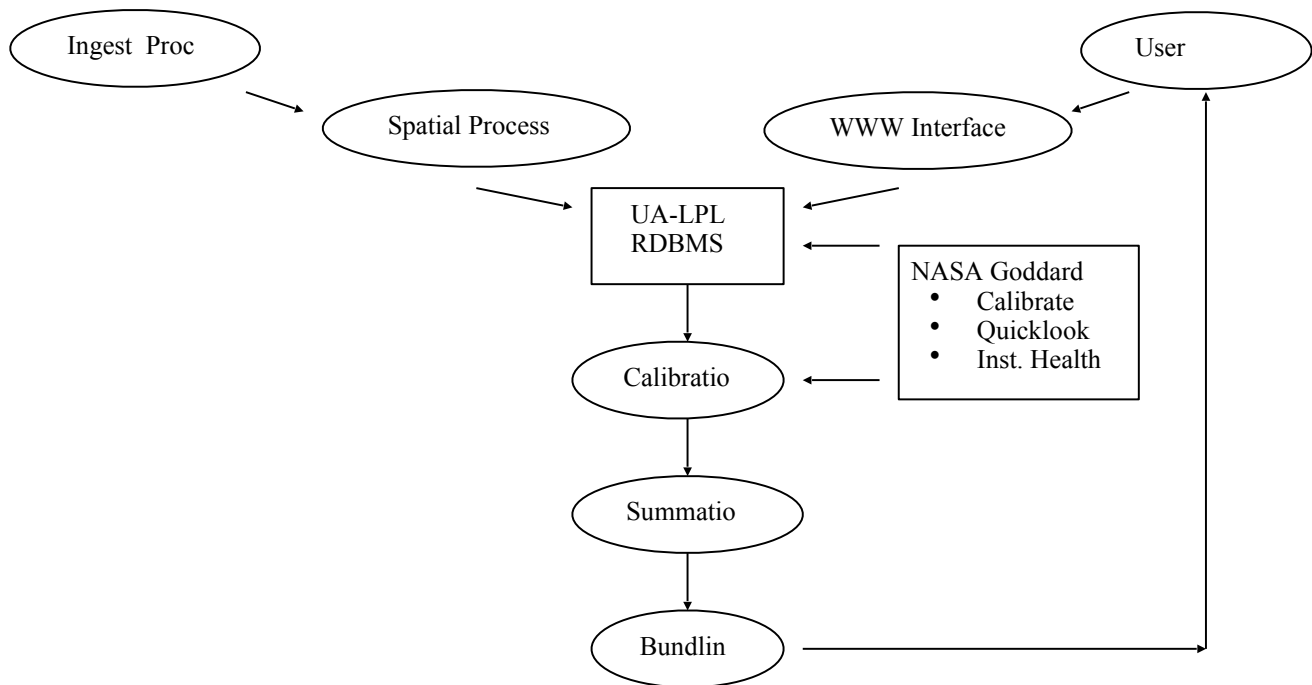 Ingest Proc
User
Spatial Process
WWW Interface
UA-LPL
RDBMS
NASA Goddard
• Calibrate
• Quicklook
• Inst. Health
Calibratio
Summatio
Bundlin